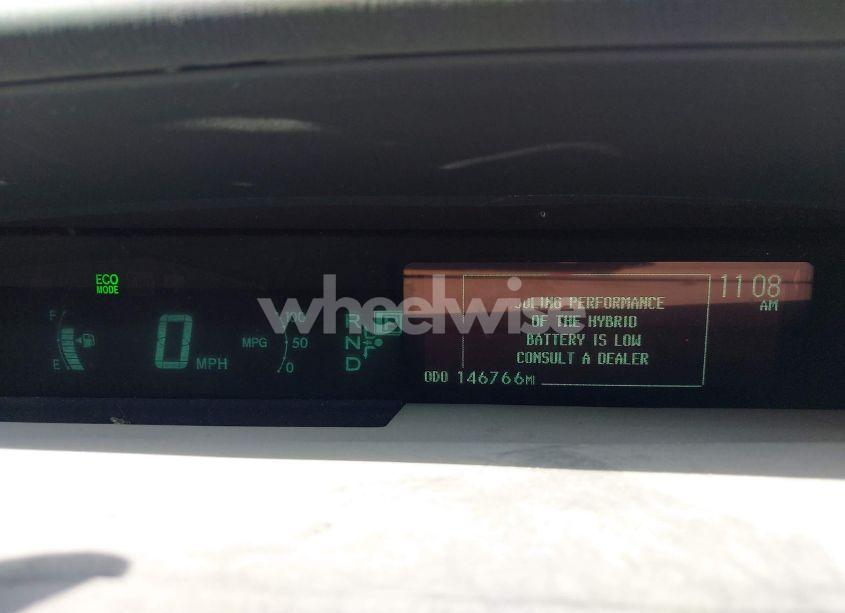 ECO
MODE
F
E
0 MPH
MPG
100
50
0
R
N
D
11:08
AM
OLING PERFORMANCE
OF THE HYBRID
BATTERY IS LOW
CONSULT A DEALER
ODO 146766MI
wheelwise